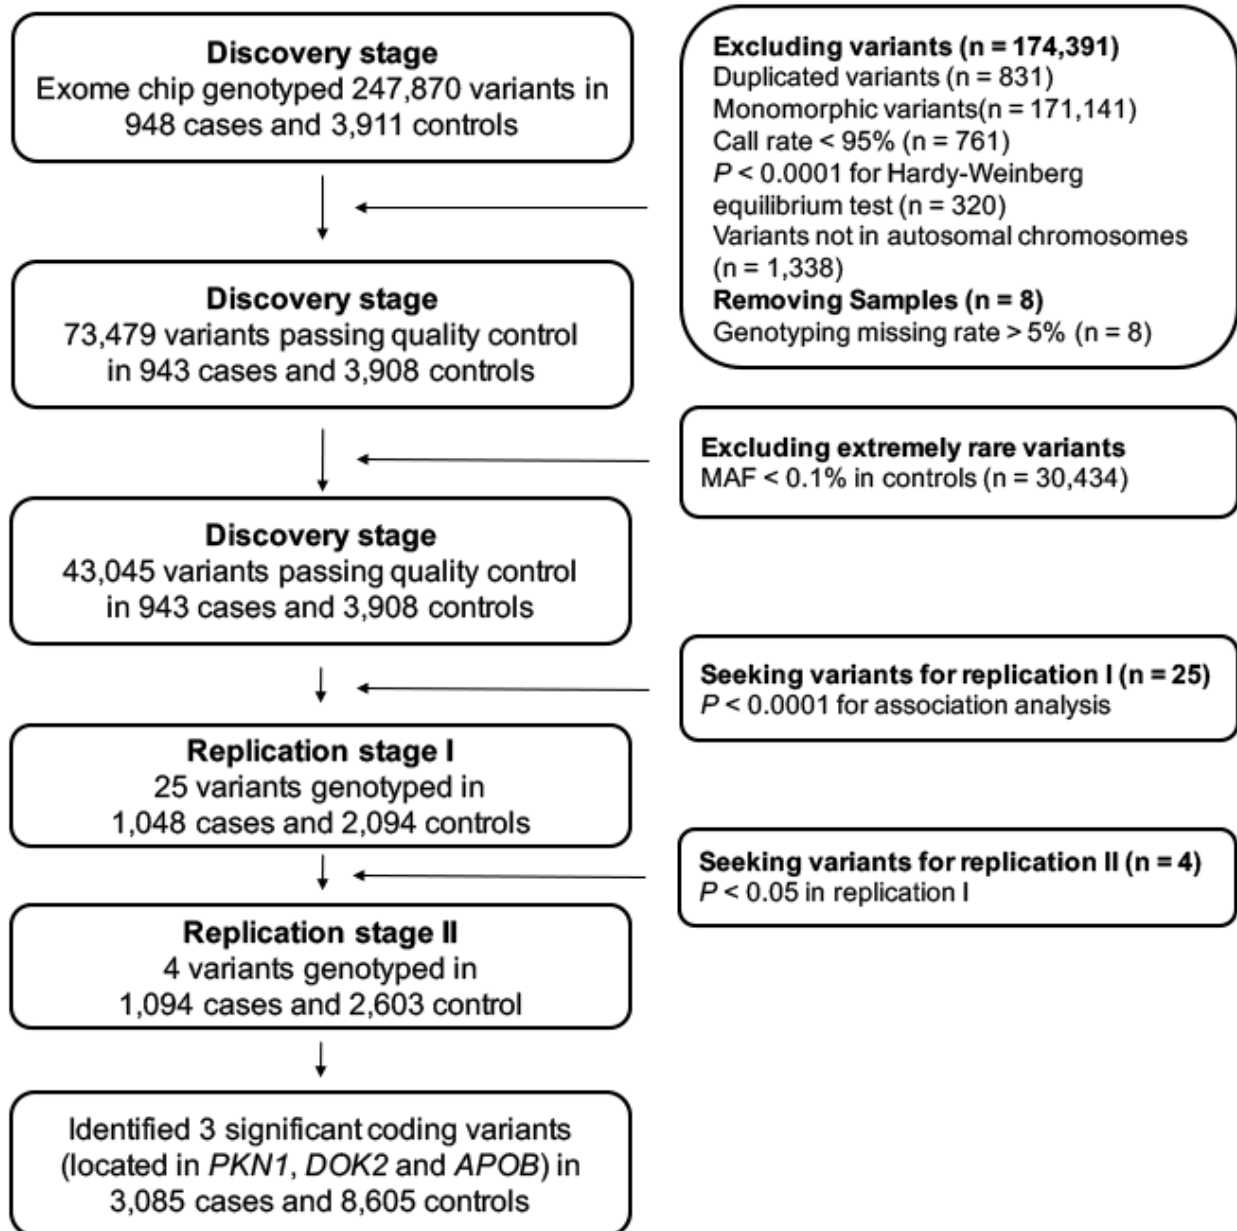 Discovery stage
Exome chip genotyped 247,870 variants in
948 cases and 3,911 controls
Excluding variants (n = 174,391)
Duplicated variants (n = 831)
Monomorphic variants(n = 171,141)
Call rate < 95% (n = 761)
P < 0.0001 for Hardy-Weinberg
equilibrium test (n = 320)
Variants not in autosomal chromosomes
(n = 1,338)
Removing Samples (n = 8)
Genotyping missing rate > 5% (n = 8)
Discovery stage
73,479 variants passing quality control
in 943 cases and 3,908 controls
Excluding extremely rare variants
MAF < 0.1% in controls (n = 30,434)
Discovery stage
43,045 variants passing quality control
in 943 cases and 3,908 controls
Seeking variants for replication I (n = 25)
P < 0.0001 for association analysis
Replication stage I
25 variants genotyped in
1,048 cases and 2,094 controls
Seeking variants for replication II (n = 4)
P < 0.05 in replication I
Replication stage II
4 variants genotyped in
1,094 cases and 2,603 control
Identified 3 significant coding variants
(located in PKN1, DOK2 and APOB) in
3,085 cases and 8,605 controls